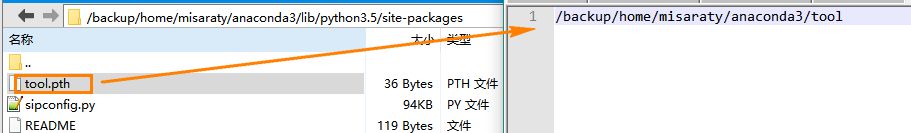 /backup/home/misaraty/anaconda3/lib/python3.5/site-packages
名称 大小 类型
..
tool.pth 36 Bytes PTH 文件
sipconfig.py 94KB PY 文件
README 119 Bytes 文件
1 /backup/home/misaraty/anaconda3/tool